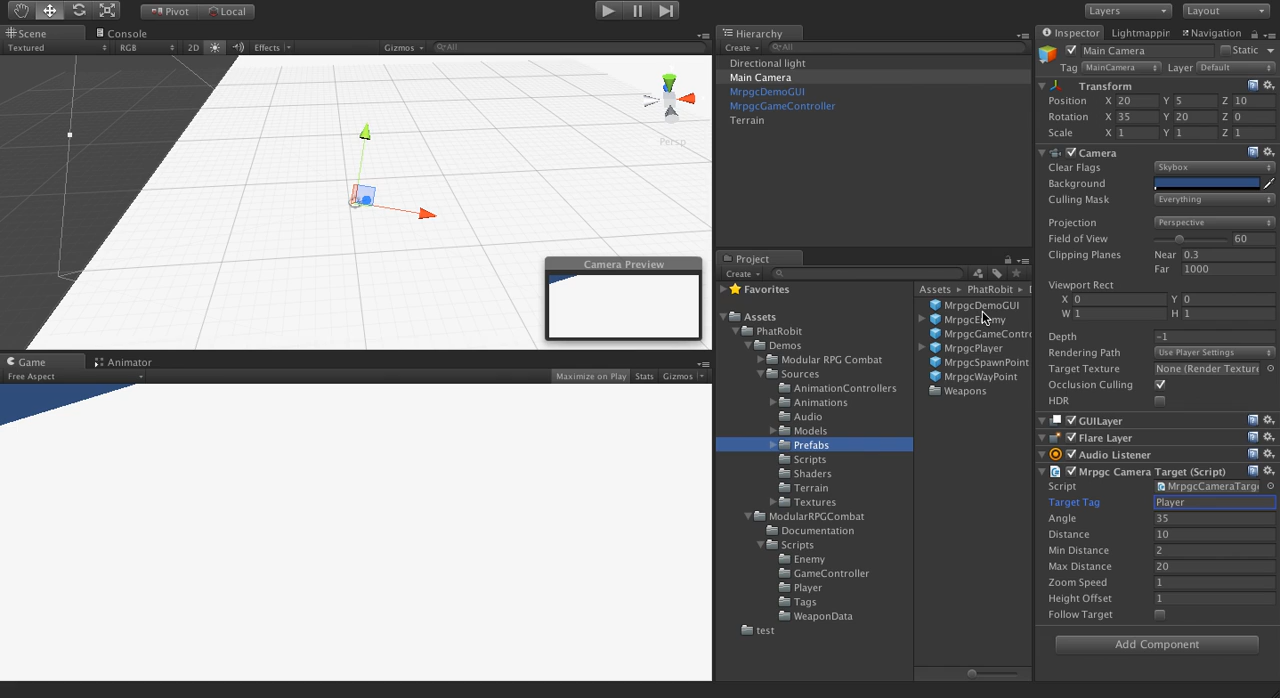 Pivot Local Layers Layout
Scene Console
Textured RGB 2D Effects Gizmos All
Persp
Camera Preview
Game Animator
Free Aspect Maximize on Play Stats Gizmos
Hierarchy
Create All
Directional light
Main Camera
MrpgcDemoGUI
MrpgcGameController
Terrain
Project
Create
Favorites
Assets
PhatRobit
Demos
Modular RPG Combat
Sources
AnimationControllers
Animations
Audio
Models
Prefabs
Scripts
Shaders
Terrain
Textures
ModularRPGCombat
Documentation
Scripts
Enemy
GameController
Player
Tags
WeaponData
test
Assets PhatRobit
MrpgcDemoGUI
MrpgcGameContro
MrpgcPlayer
MrpgcSpawnPoint
MrpgcWayPoint
Weapons
Inspector Lightmappin Navigation
Main Camera Static
Tag MainCamera Layer Default
Transform
Position X 20 Y 5 Z 10
Rotation X 35 Y 20 Z 0
Scale X 1 Y 1 Z 1
Camera
Clear Flags Skybox
Background
Culling Mask Everything
Projection Perspective
Field of View 60
Clipping Planes Near 0.3
Far 1000
Viewport Rect
X 0 Y 0
W 1 H 1
Depth -1
Rendering Path Use Player Settings
Target Texture None (Render Texture
Occlusion Culling
HDR
GUILayer
Flare Layer
Audio Listener
Mrpgc Camera Target (Script)
Script MrpgcCameraTarge
Target Tag Player
Angle 35
Distance 10
Min Distance 2
Max Distance 20
Zoom Speed 1
Height Offset 1
Follow Target
Add Component